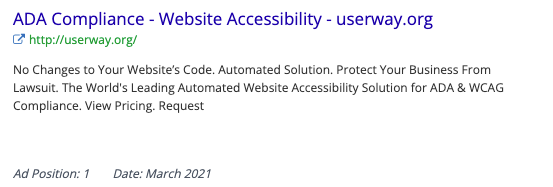 ADA Compliance - Website Accessibility - userway.org
http://userway.org/
No Changes to Your Website’s Code. Automated Solution. Protect Your Business From
Lawsuit. The World's Leading Automated Website Accessibility Solution for ADA & WCAG
Compliance. View Pricing. Request
Ad Position: 1 Date: March 2021